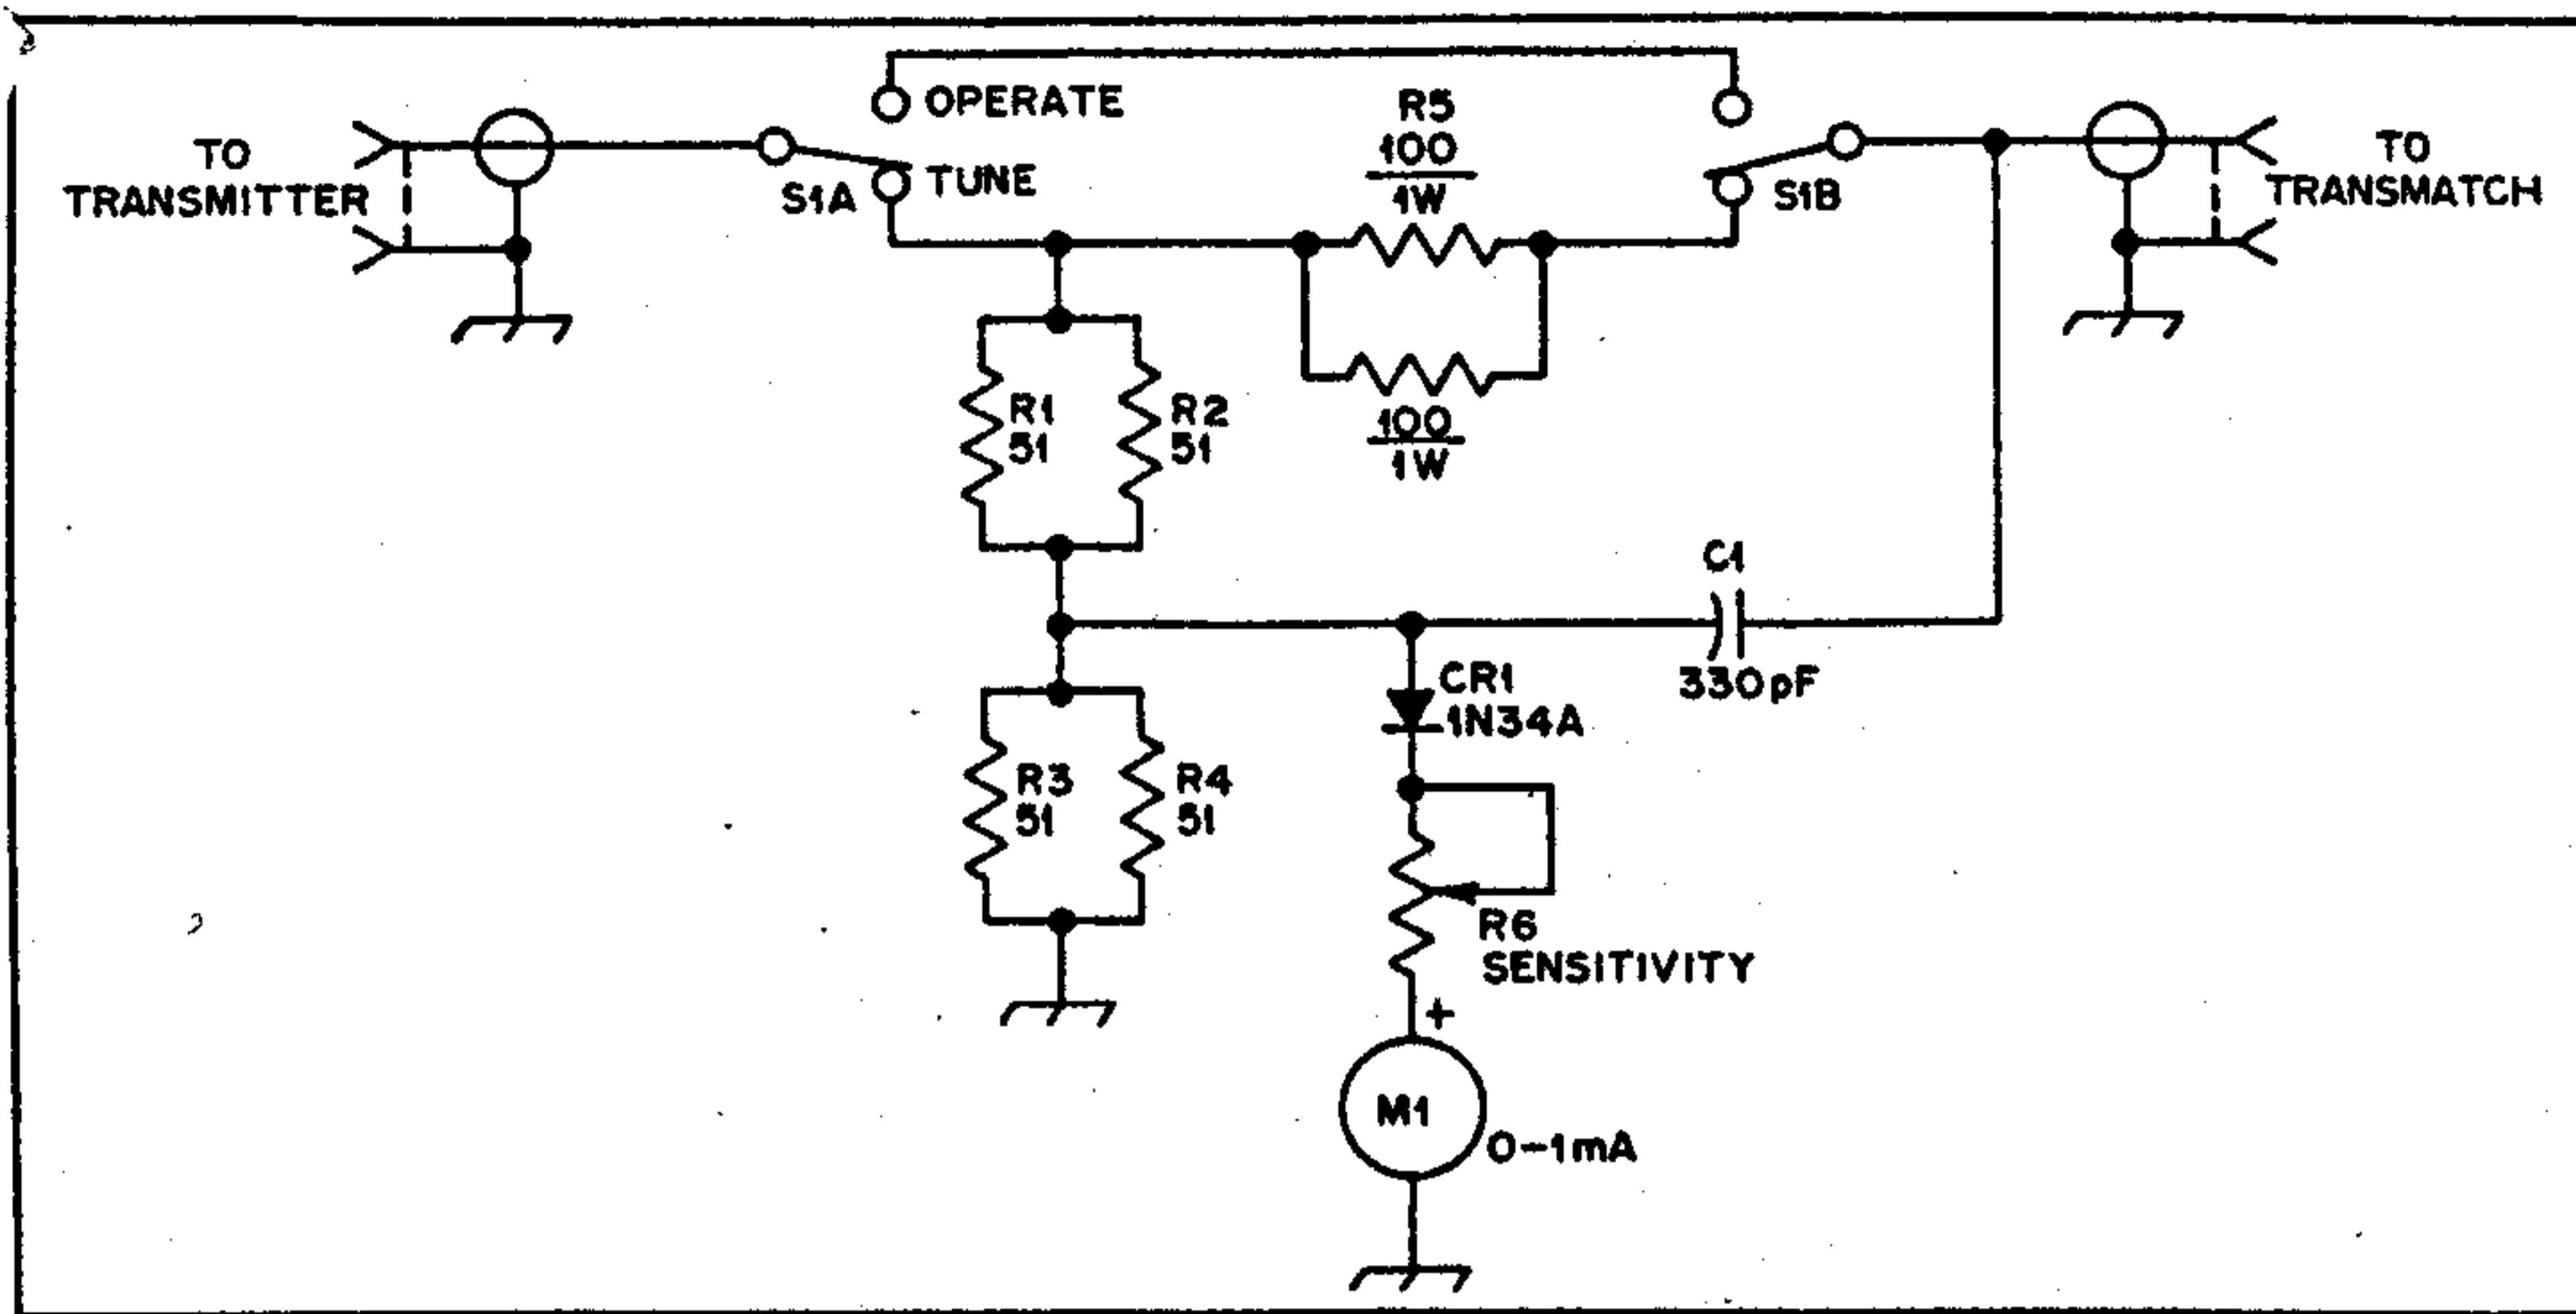 OPERATE
TO
TRANSMITTER
S1A
TUNE
R5
100
1W
S1B
TO
TRANSMATCH
R1
51
R2
51
100
1W
C1
330pF
CR1
1N34A
R3
51
R4
51
R6
SENSITIVITY
+
M1
0-1mA